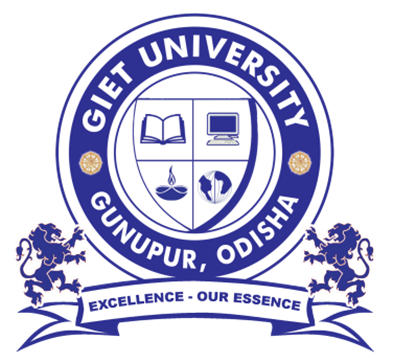 GIET UNIVERSITY
GUNUPUR, ODISHA
EXCELLENCE - OUR ESSENCE